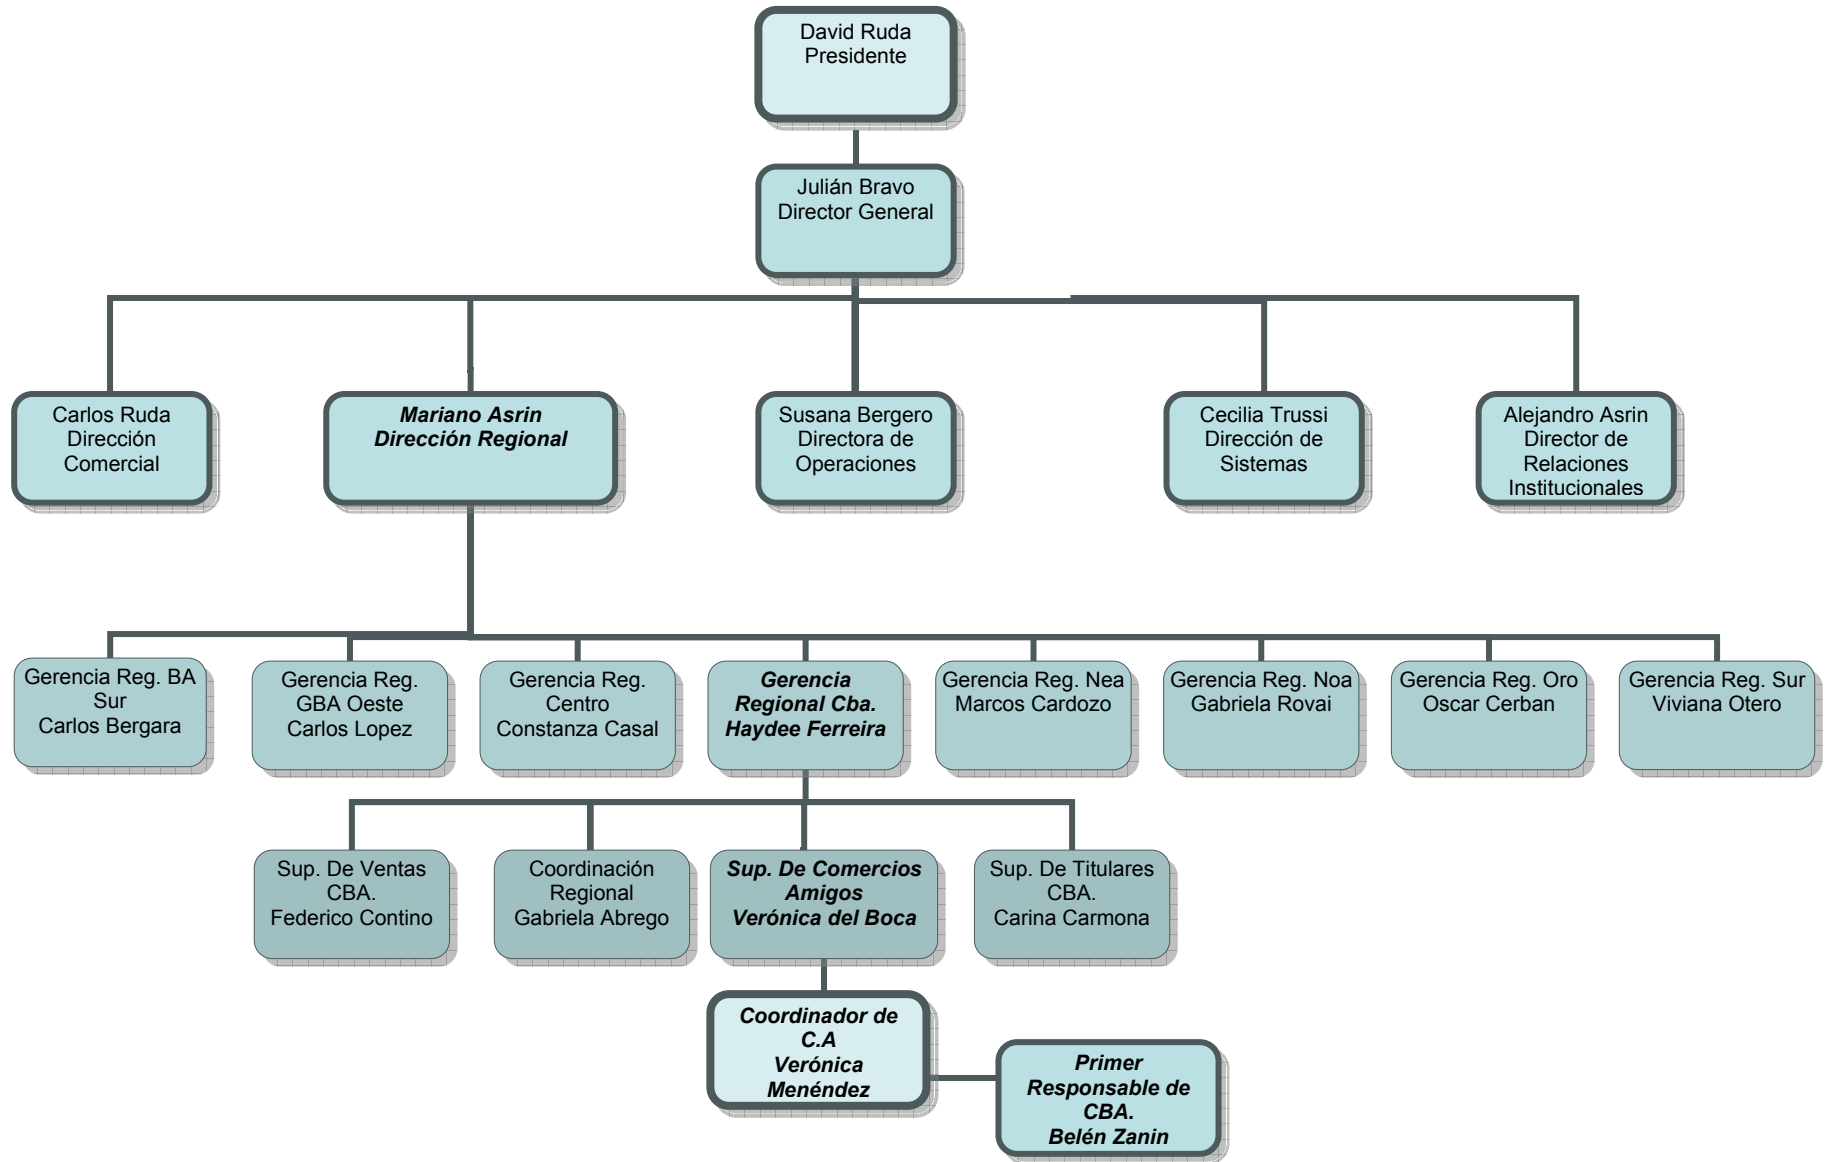 David Ruda
Presidente
Julián Bravo
Director General
Carlos Ruda
Dirección
Comercial
Mariano Asrin
Dirección Regional
Susana Bergero
Directora de
Operaciones
Cecilia Trussi
Dirección de
Sistemas
Alejandro Asrin
Director de
Relaciones
Institucionales
Gerencia Reg. BA
Sur
Carlos Bergara
Gerencia Reg.
GBA Oeste
Carlos Lopez
Gerencia Reg.
Centro
Constanza Casal
Gerencia
Regional Cba.
Haydee Ferreira
Gerencia Reg. Nea
Marcos Cardozo
Gerencia Reg. Noa
Gabriela Rovai
Gerencia Reg. Oro
Oscar Cerban
Gerencia Reg. Sur
Viviana Otero
Sup. De Ventas
CBA.
Federico Contino
Coordinación
Regional
Gabriela Abrego
Sup. De Comercios
Amigos
Verónica del Boca
Sup. De Titulares
CBA.
Carina Carmona
Coordinador de
C.A
Verónica
Menéndez
Primer
Responsable de
CBA.
Belén Zanin